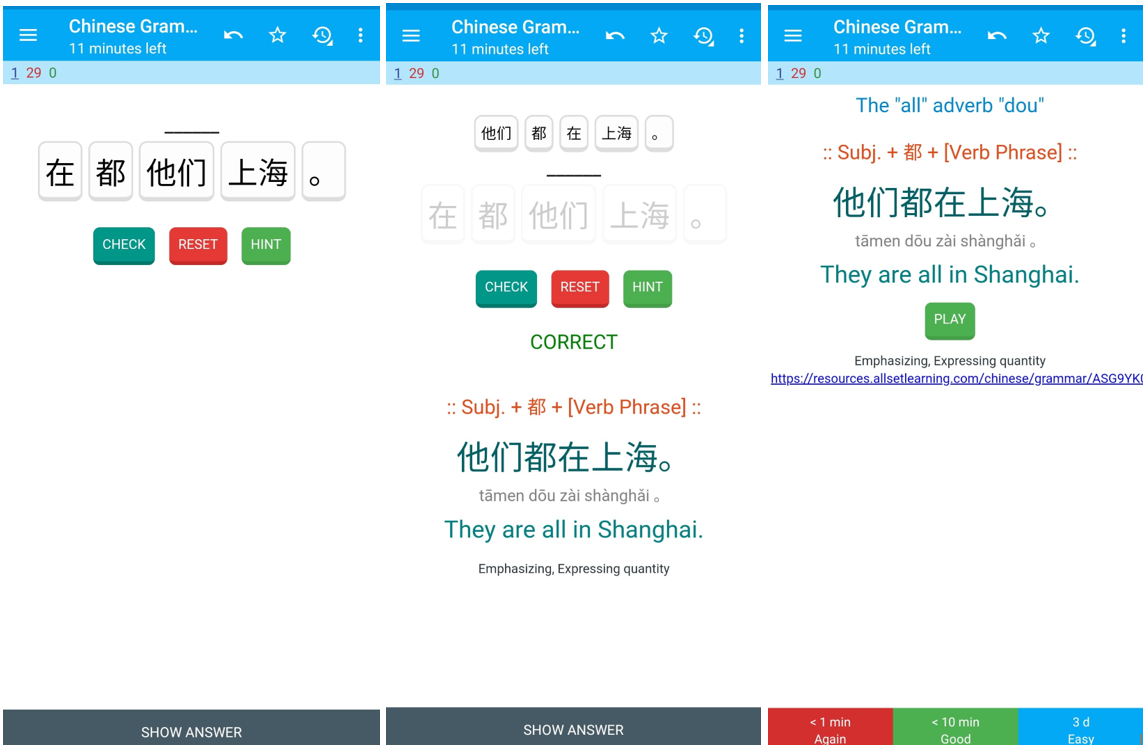 Chinese Gram...
11 minutes left
1 29 0
在 都 他们 上海 。
CHECK RESET HINT
SHOW ANSWER
Chinese Gram...
11 minutes left
1 29 0
他们 都 在 上海 。
在 都 他们 上海 。
CHECK RESET HINT
CORRECT
:: Subj. + 都 + [Verb Phrase] ::
他们都在上海。
tāmen dōu zài shànghǎi 。
They are all in Shanghai.
Emphasizing, Expressing quantity
SHOW ANSWER
Chinese Gram...
11 minutes left
1 29 0
The "all" adverb "dou"
:: Subj. + 都 + [Verb Phrase] ::
他们都在上海。
tāmen dōu zài shànghǎi 。
They are all in Shanghai.
PLAY
Emphasizing, Expressing quantity
https://resources.allsetlearning.com/chinese/grammar/ASG9YK
< 1 min < 10 min 3 d
Again Good Easy